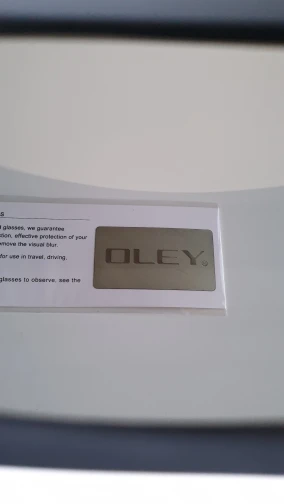 s
d glasses, we guarantee
tion, effective protection of your
emove the visual blur.
for use in travel, driving,
glasses to observe, see the
OLEY